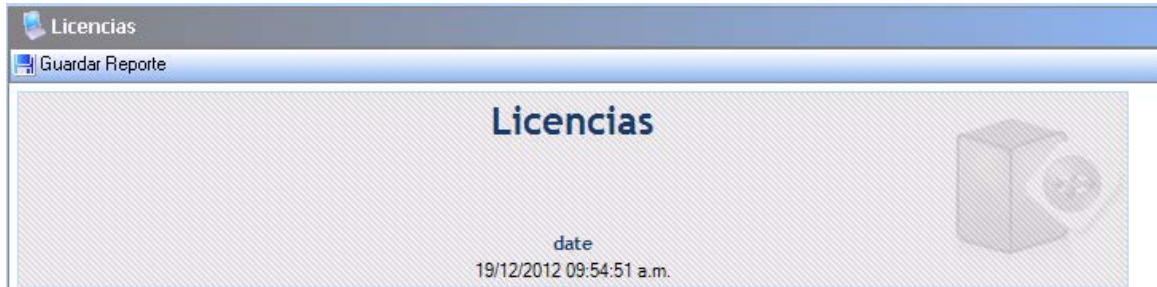 Licencias
Guardar Reporte
Licencias
date
19/12/2012 09:54:51 a.m.